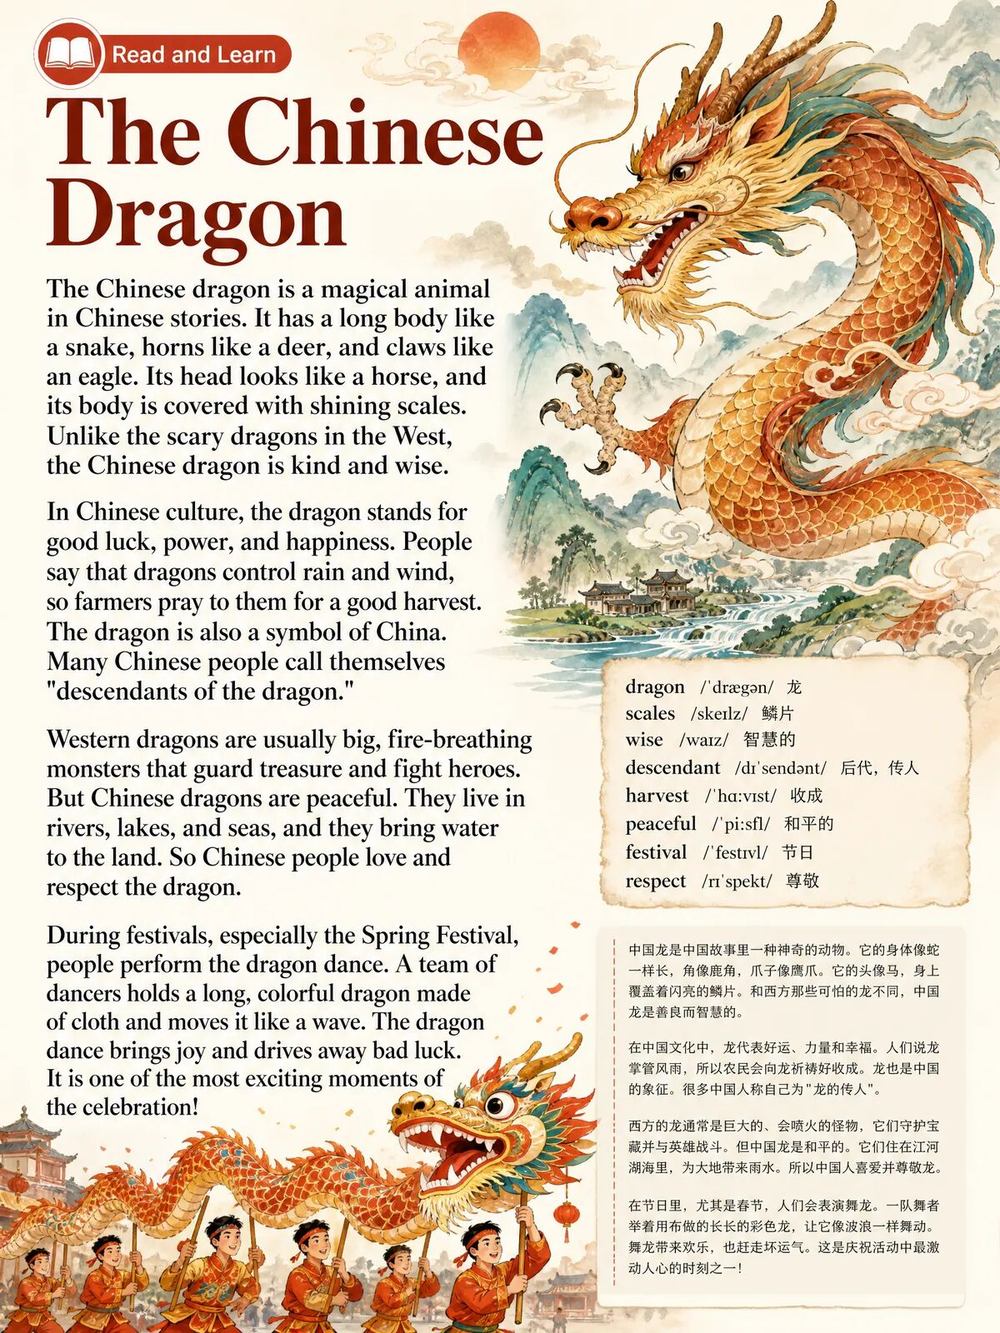 Read and Learn
The Chinese
Dragon
The Chinese dragon is a magical animal
in Chinese stories. It has a long body like
a snake, horns like a deer, and claws like
an eagle. Its head looks like a horse, and
its body is covered with shining scales.
Unlike the scary dragons in the West,
the Chinese dragon is kind and wise.
In Chinese culture, the dragon stands for
good luck, power, and happiness. People
say that dragons control rain and wind,
so farmers pray to them for a good harvest.
The dragon is also a symbol of China.
Many Chinese people call themselves
"descendants of the dragon."
Western dragons are usually big, fire-breathing
monsters that guard treasure and fight heroes.
But Chinese dragons are peaceful. They live in
rivers, lakes, and seas, and they bring water
to the land. So Chinese people love and
respect the dragon.
During festivals, especially the Spring Festival,
people perform the dragon dance. A team of
dancers holds a long, colorful dragon made
of cloth and moves it like a wave. The dragon
dance brings joy and drives away bad luck.
It is one of the most exciting moments of
the celebration!
dragon /ˈdrægən/ 龙
scales /skeɪlz/ 鳞片
wise /waɪz/ 智慧的
descendant /dɪˈsendənt/ 后代，传人
harvest /ˈhɑːvɪst/ 收成
peaceful /ˈpiːsfl/ 和平的
festival /ˈfestɪvl/ 节日
respect /rɪˈspekt/ 尊敬
中国龙是中国故事里一种神奇的动物。它的身体像蛇
一样长，角像鹿角，爪子像鹰爪。它的头像马，身上
覆盖着闪亮的鳞片。和西方那些可怕的龙不同，中国
龙是善良而智慧的。
在中国文化中，龙代表好运、力量和幸福。人们说龙
掌管风雨，所以农民会向龙祈祷好收成。龙也是中国
的象征。很多中国人称自己为"龙的传人"。
西方的龙通常是巨大的、会喷火的怪物，它们守护宝
藏并与英雄战斗。但中国龙是和平的。它们住在江河
湖海里，为大地带来雨水。所以中国人喜爱并尊敬龙。
在节日里，尤其是春节，人们会表演舞龙。一队舞者
举着用布做的长长的彩色龙，让它像波浪一样舞动。
舞龙带来欢乐，也赶走坏运气。这是庆祝活动中最激
动人心的时刻之一！